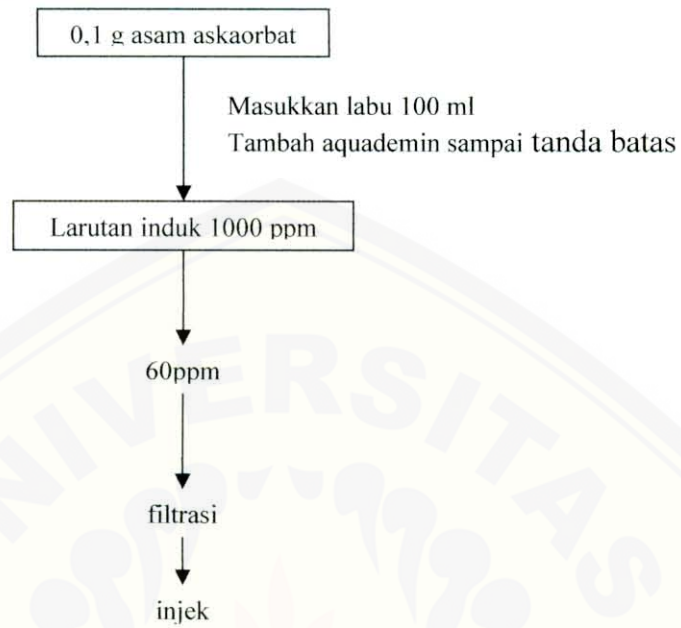 0,1 g asam askaorbat
Masukkan labu 100 ml
Tambah aquademin sampai tanda batas
Larutan induk 1000 ppm
60ppm
filtrasi
injek
UNIVERSITAS